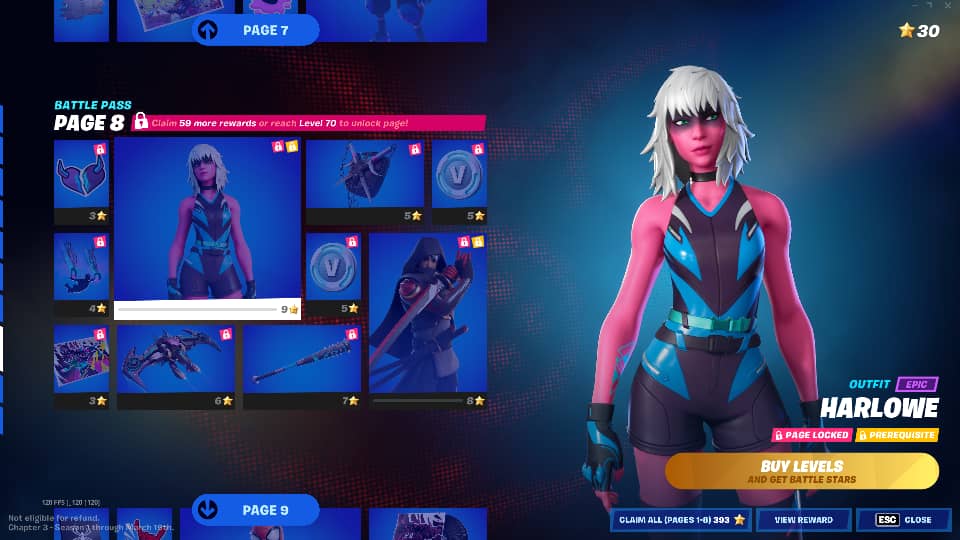 PAGE 7
30
BATTLE PASS
PAGE 8
Claim 59 more rewards or reach Level 70 to unlock page!
3
5
5
4
9
5
3
6
7
8
OUTFIT EPIC
HARLOWE
PAGE LOCKED PREREQUISITE
BUY LEVELS
AND GET BATTLE STARS
120 FPS [_120 |120]
PAGE 9
Not eligible for refund.
Chapter 3 - Season 1 through March 19th.
CLAIM ALL (PAGES 1-8) 393
VIEW REWARD
ESC CLOSE